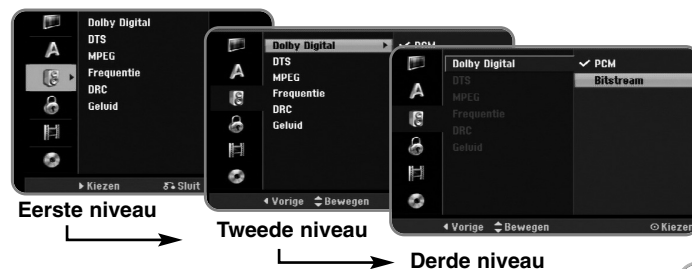 Dolby Digital
DTS
MPEG
Frequentie
DRC
Geluid
A
Kiezen Sluit
Eerste niveau
Dolby Digital PCM
DTS
MPEG
Frequentie
DRC
Geluid
A
Vorige Bewegen
Tweede niveau
Dolby Digital PCM
DTS Bitstream
MPEG
Frequentie
DRC
Geluid
A
Vorige Bewegen Kiezen
Derde niveau